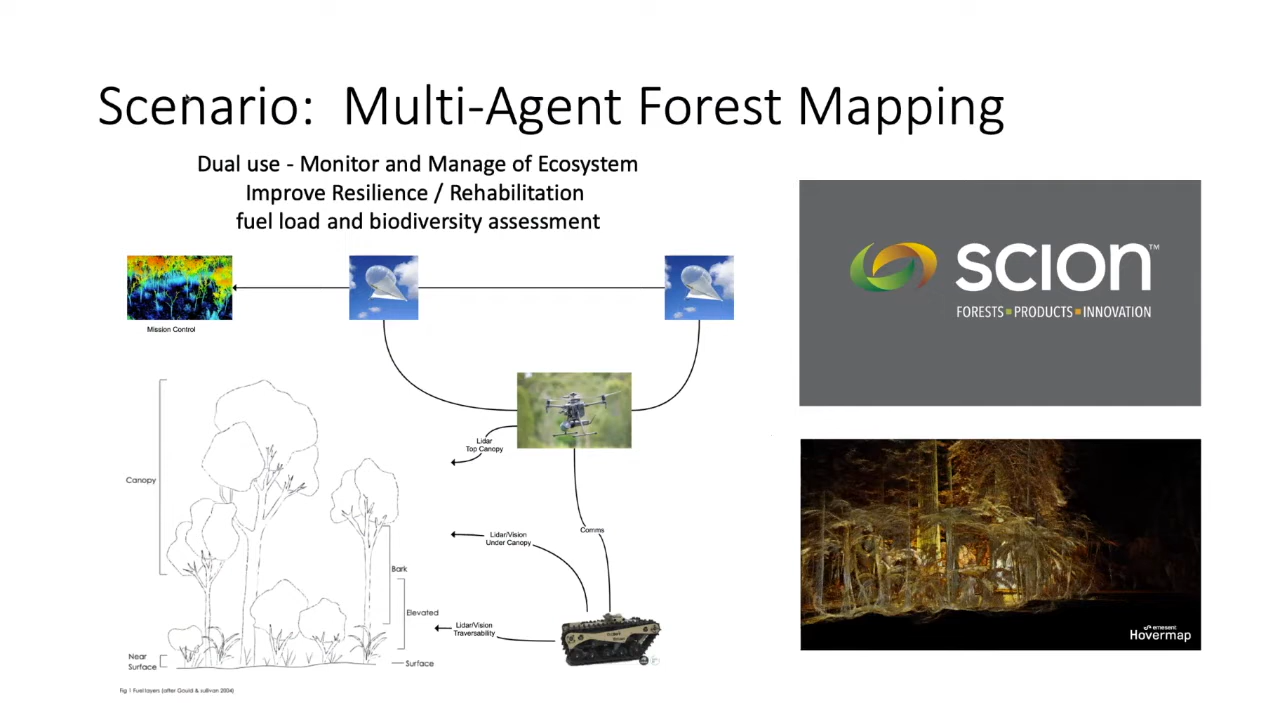 Scenario: Multi-Agent Forest Mapping
Dual use - Monitor and Manage of Ecosystem
Improve Resilience / Rehabilitation
fuel load and biodiversity assessment
Mission Control
scion™
FORESTS▪PRODUCTS▪INNOVATION
Lidar
Top Canopy
Canopy
Comms
Lidar/Vision
Under Canopy
Bark
Elevated
Lidar/Vision
Traversability
Near
Surface
Surface
emesent
Hovermap
Fig 1 Fuel layers (after Gould & sullivan 2004)